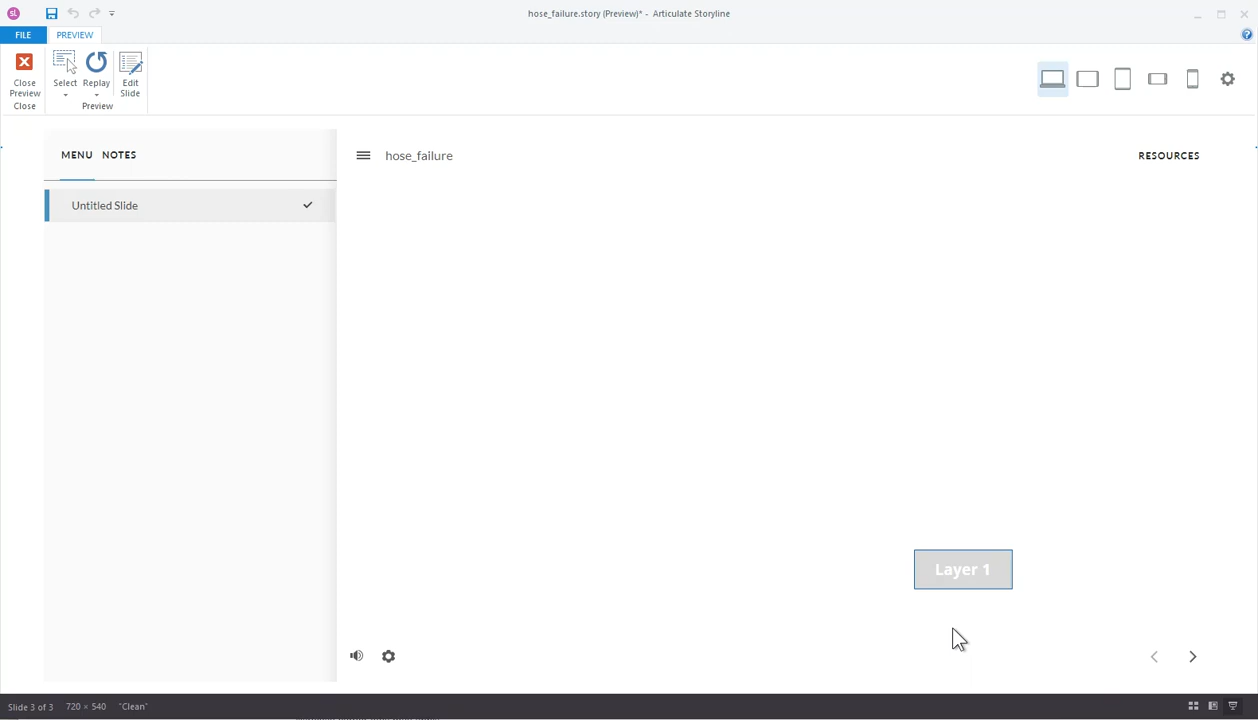 sl
hose_failure.story (Preview)* - Articulate Storyline
FILE
PREVIEW
?
Close
Preview
Select
Replay
Edit
Slide
Close
Preview
MENU
NOTES
hose_failure
RESOURCES
Untitled Slide
Layer 1
Slide 3 of 3
720 × 540
"Clean"